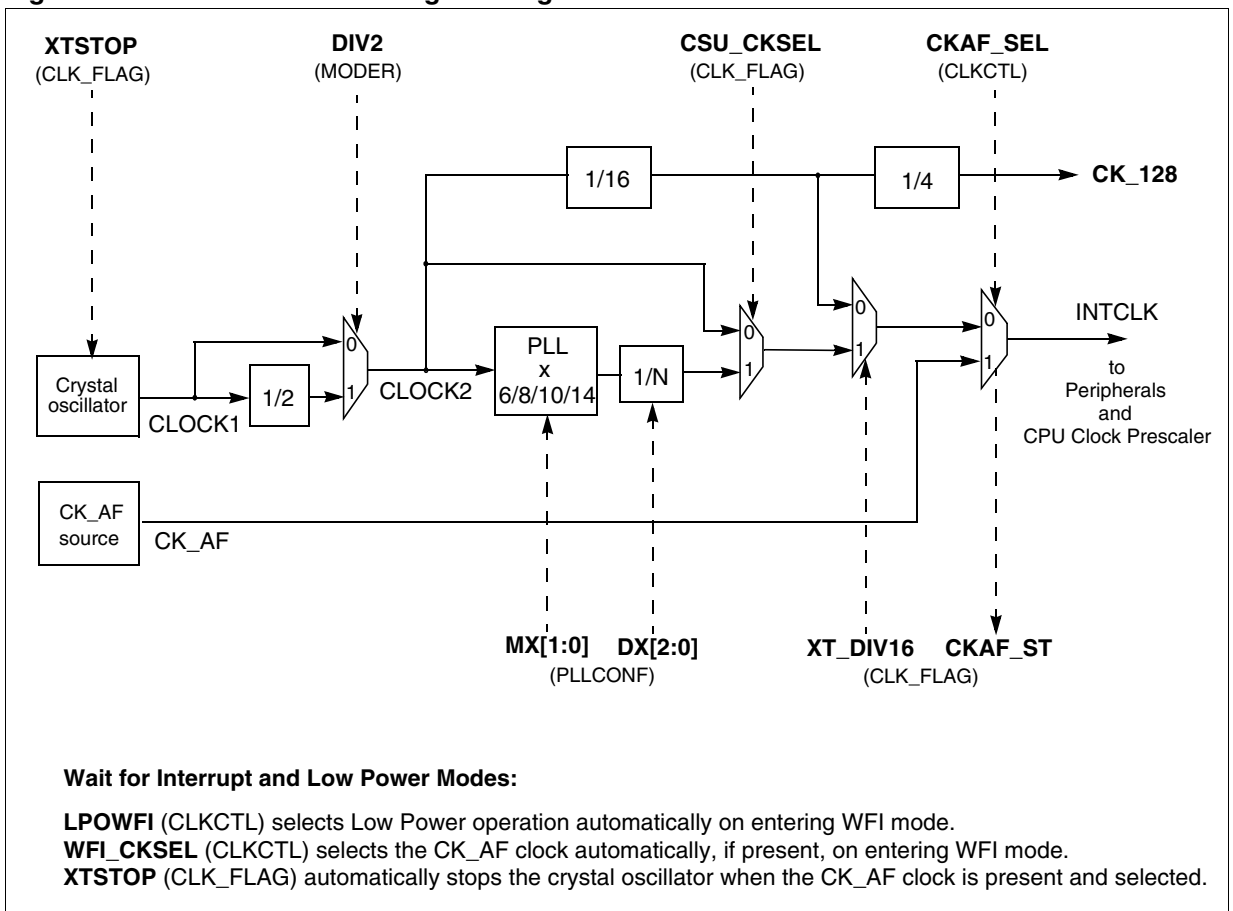 XTSTOP
(CLK_FLAG)
DIV2
(MODER)
CSU_CKSEL
(CLK_FLAG)
CKAF_SEL
(CLKCTL)
1/16
1/4
CK_128
Crystal
oscillator
CLOCK1
1/2
0
1
CLOCK2
PLL
x
6/8/10/14
1/N
0
1
0
1
0
1
INTCLK
to
Peripherals
and
CPU Clock Prescaler
CK_AF
source
CK_AF
MX[1:0]
DX[2:0]
(PLLCONF)
XT_DIV16
CKAF_ST
(CLK_FLAG)
Wait for Interrupt and Low Power Modes:
LPOWFI (CLKCTL) selects Low Power operation automatically on entering WFI mode.
WFI_CKSEL (CLKCTL) selects the CK_AF clock automatically, if present, on entering WFI mode.
XTSTOP (CLK_FLAG) automatically stops the crystal oscillator when the CK_AF clock is present and selected.